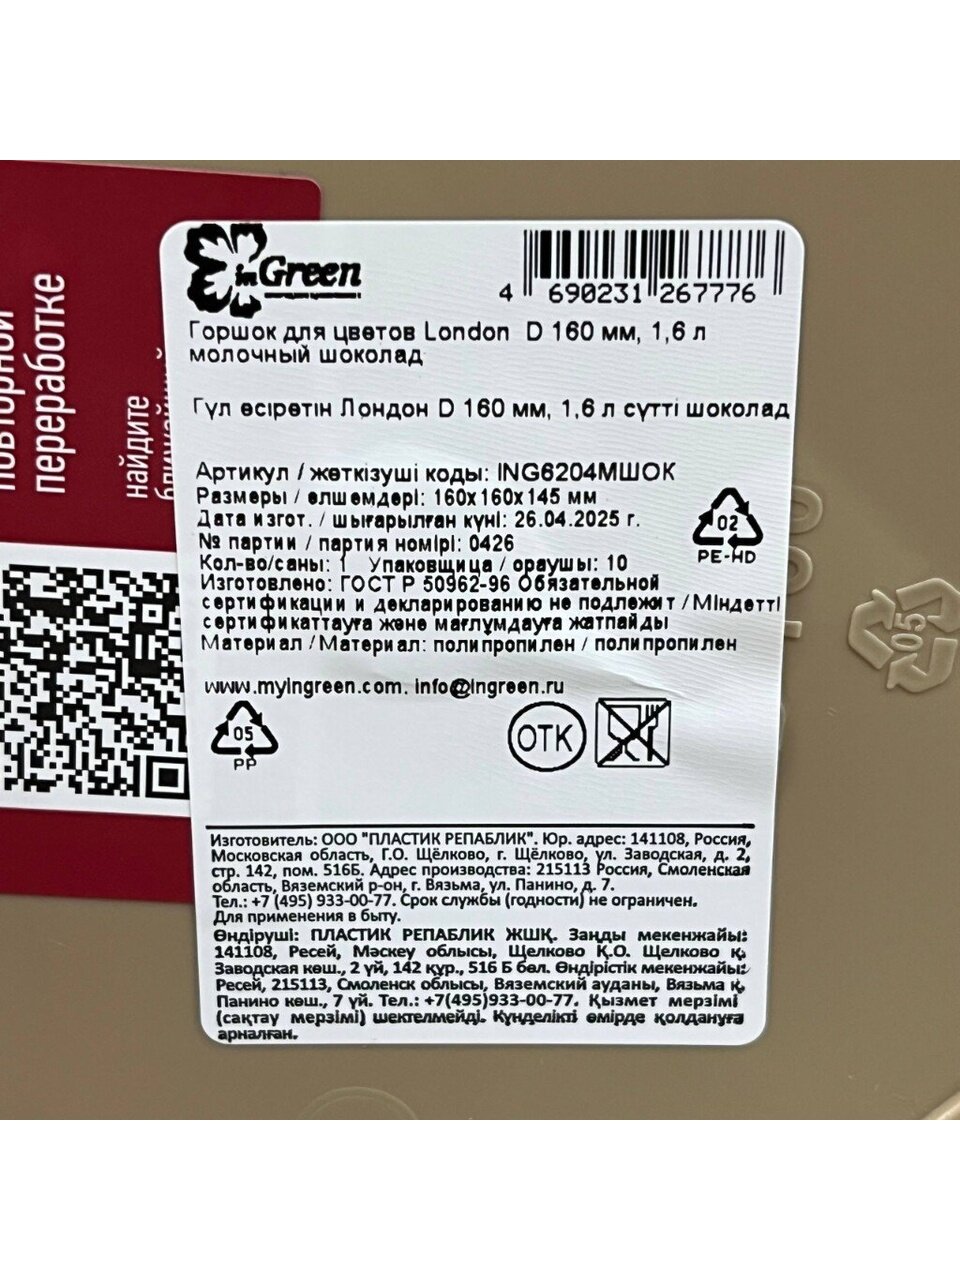 повторной
переработке
найдите
inGreen
4 690231 267776
Горшок для цветов London D 160 мм, 1,6 л
молочный шоколад
Гүл өсіретін Лондон D 160 мм, 1,6 л сүтті шоколад
Артикул / жеткізуші коды: ING6204МШОК
Размеры / өлшемдері: 160х160х145 мм
Дата изгот. / шығарылған күні: 26.04.2025 г.
№ партии / партия номірі: 0426
Кол-во/саны: 1 Упаковщица / ораушы: 10
Изготовлено: ГОСТ Р 50962-96 Обязательной
сертификации и декларированию не подлежит / Міндетті
сертификаттауға және мағлұмдауға жатпайды
Материал / Материал: полипропилен / полипропилен
02
PE-HD
www.myingreen.com. info@ingreen.ru
05
PP
ОТК
05
Изготовитель: ООО "ПЛАСТИК РЕПАБЛИК". Юр. адрес: 141108, Россия,
Московская область, Г.О. Щёлково, г. Щёлково, ул. Заводская, д. 2,
стр. 142, пом. 516Б. Адрес производства: 215113 Россия, Смоленская
область, Вяземский р-он, г. Вязьма, ул. Панино, д. 7.
Тел.: +7 (495) 933-00-77. Срок службы (годности) не ограничен.
Для применения в быту.
Өндіруші: ПЛАСТИК РЕПАБЛИК ЖШҚ. Заңды мекенжайы:
141108, Ресей, Мәскеу облысы, Щелково Қ.О. Щелково қ.
Заводская көш., 2 үй, 142 құр., 516 Б бөл. Өндірістік мекенжайы:
Ресей, 215113, Смоленск облысы, Вяземский ауданы, Вязьма қ.
Панино көш., 7 үй. Тел.: +7(495)933-00-77. Қызмет мерзімі
(сақтау мерзімі) шектелмейді. Күнделікті өмірде қолдануға
арналған.